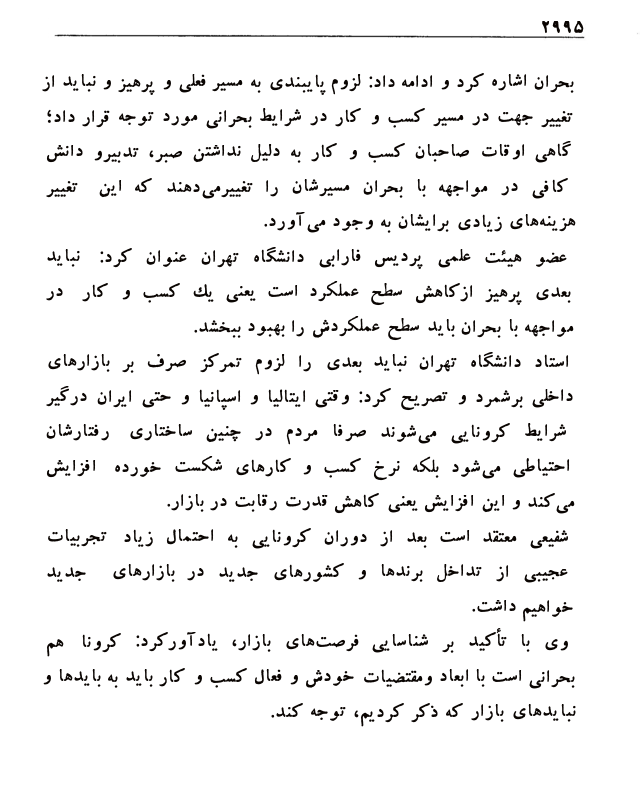 ۲۹۹۵
بحران اشاره کرد و ادامه داد: لزوم پایبندی به مسیر فعلی و پرهیز و نباید از
تغییر جهت در مسیر کسب و کار در شرایط بحرانی مورد توجه قرار داد؛
گاهی اوقات صاحبان کسب و کار به دلیل نداشتن صبر، تدبیرو دانش
کافی در مواجهه با بحران مسیرشان را تغییرمی‌دهند که این تغییر
هزینه‌های زیادی برایشان به وجود می‌آورد.
عضو هیئت علمی پردیس فارابی دانشگاه تهران عنوان کرد: نباید
بعدی پرهیز ازکاهش سطح عملکرد است یعنی یك کسب و کار در
مواجهه با بحران باید سطح عملکردش را بهبود ببخشد.
استاد دانشگاه تهران نباید بعدی را لزوم تمرکز صرف بر بازارهای
داخلی برشمرد و تصریح کرد: وقتی ایتالیا و اسپانیا و حتی ایران درگیر
شرایط کرونایی می‌شوند صرفا مردم در چنین ساختاری رفتارشان
احتیاطی می‌شود بلکه نرخ کسب و کارهای شکست خورده افزایش
می‌کند و این افزایش یعنی کاهش قدرت رقابت در بازار.
شفیعی معتقد است بعد از دوران کرونایی به احتمال زیاد تجربیات
عجیبی از تداخل برندها و کشورهای جدید در بازارهای جدید
خواهیم داشت.
وی با تأکید بر شناسایی فرصت‌های بازار، یادآورکرد: کرونا هم
بحرانی است با ابعاد ومقتضیات خودش و فعال کسب و کار باید به بایدها و
نبایدهای بازار که ذکر کردیم، توجه کند.